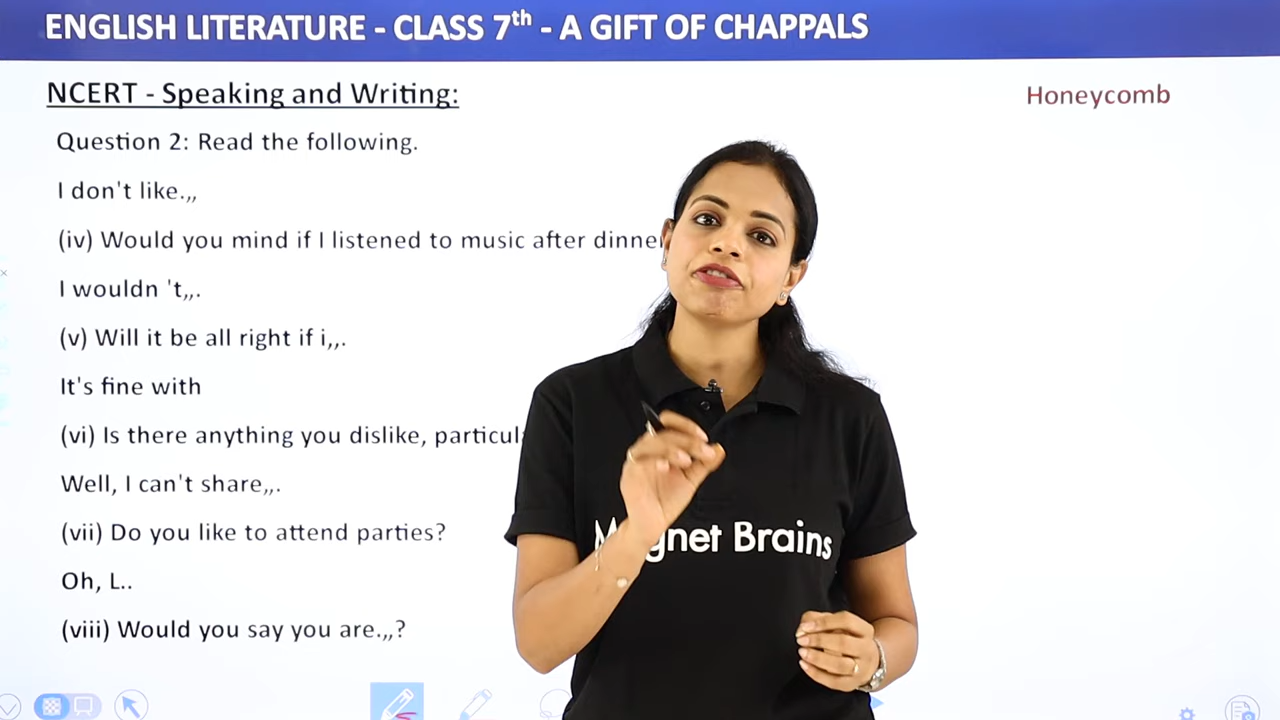 ENGLISH LITERATURE - CLASS 7th - A GIFT OF CHAPPALS
NCERT - Speaking and Writing:
Honeycomb
Question 2: Read the following.
I don't like.,,
(iv) Would you mind if I listened to music after dinner
I wouldn 't,,.
(v) Will it be all right if i,,.
It's fine with
(vi) Is there anything you dislike,
Well, I can't share,,.
(vii) Do you like to attend parties?
Oh, L..
(viii) Would you say you are.,,?
Brains